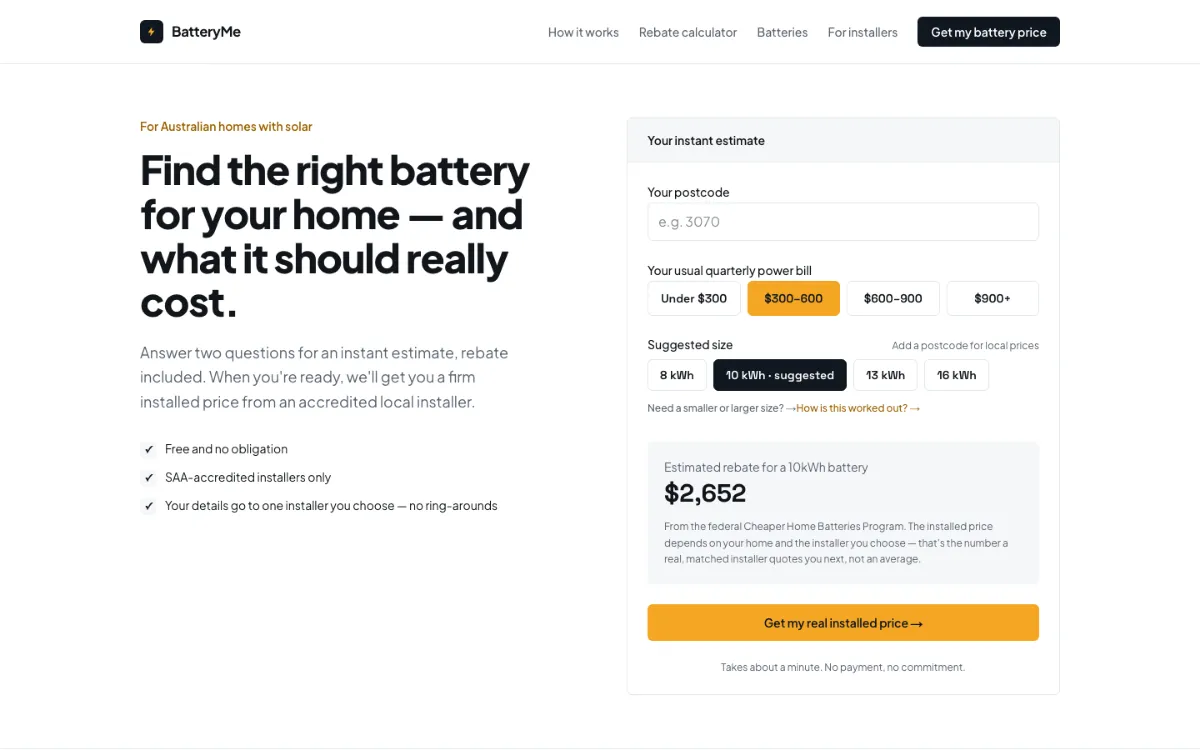 BatteryMe
How it works
Rebate calculator
Batteries
For installers
Get my battery price
For Australian homes with solar
Find the right battery
for your home — and
what it should really
cost.
Answer two questions for an instant estimate, rebate
included. When you're ready, we'll get you a firm
installed price from an accredited local installer.
✔ Free and no obligation
✔ SAA-accredited installers only
✔ Your details go to one installer you choose — no ring-arounds
Your instant estimate
Your postcode
e.g. 3070
Your usual quarterly power bill
Under $300
$300–600
$600–900
$900+
Suggested size
Add a postcode for local prices
8 kWh
10 kWh · suggested
13 kWh
16 kWh
Need a smaller or larger size? →How is this worked out? →
Estimated rebate for a 10kWh battery
$2,652
From the federal Cheaper Home Batteries Program. The installed price
depends on your home and the installer you choose — that's the number a
real, matched installer quotes you next, not an average.
Get my real installed price →
Takes about a minute. No payment, no commitment.